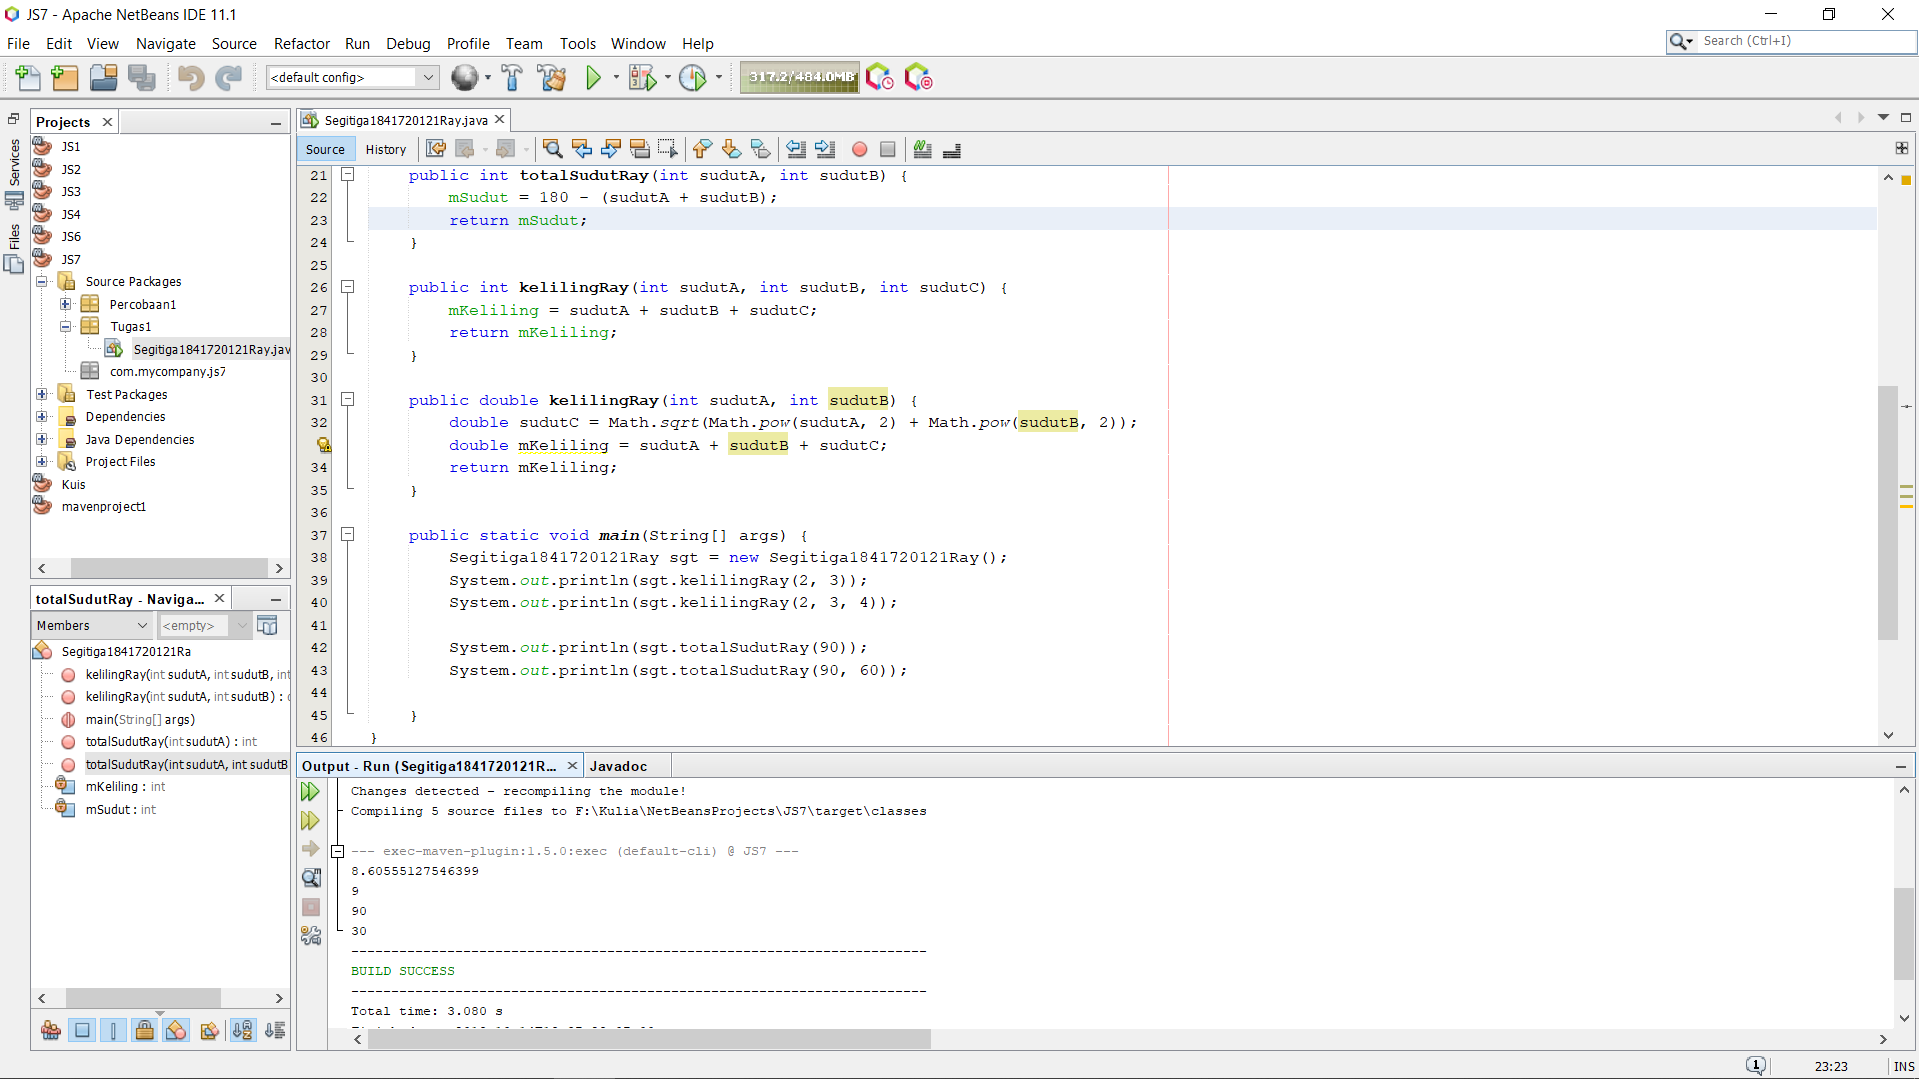 JS7 - Apache NetBeans IDE 11.1
File Edit View Navigate Source Refactor Run Debug Profile Team Tools Window Help
Search (Ctrl+I)
<default config>
317.2/484.0MB
Services
Files
Projects
JS1
JS2
JS3
JS4
JS6
JS7
Source Packages
Percobaan1
Tugas1
Segitiga1841720121Ray.jav
com.mycompany.js7
Test Packages
Dependencies
Java Dependencies
Project Files
Kuis
mavenproject1
totalSudutRay - Naviga...
Members
<empty>
Segitiga1841720121Ra
kelilingRay(int sudutA, int sudutB, int
kelilingRay(int sudutA, int sudutB) :
main(String[] args)
totalSudutRay(int sudutA) : int
totalSudutRay(int sudutA, int sudutB
mKeliling : int
mSudut : int
Segitiga1841720121Ray.java
Source History
21 public int totalSudutRay(int sudutA, int sudutB) {
22 mSudut = 180 - (sudutA + sudutB);
23 return mSudut;
24 }
25
26 public int kelilingRay(int sudutA, int sudutB, int sudutC) {
27 mKeliling = sudutA + sudutB + sudutC;
28 return mKeliling;
29 }
30
31 public double kelilingRay(int sudutA, int sudutB) {
32 double sudutC = Math.sqrt(Math.pow(sudutA, 2) + Math.pow(sudutB, 2));
double mKeliling = sudutA + sudutB + sudutC;
34 return mKeliling;
35 }
36
37 public static void main(String[] args) {
38 Segitiga1841720121Ray sgt = new Segitiga1841720121Ray();
39 System.out.println(sgt.kelilingRay(2, 3));
40 System.out.println(sgt.kelilingRay(2, 3, 4));
41
42 System.out.println(sgt.totalSudutRay(90));
43 System.out.println(sgt.totalSudutRay(90, 60));
44
45 }
46 }
Output - Run (Segitiga1841720121R... Javadoc
Changes detected - recompiling the module!
Compiling 5 source files to F:\Kulia\NetBeansProjects\JS7\target\classes
--- exec-maven-plugin:1.5.0:exec (default-cli) @ JS7 ---
8.60555127546399
9
90
30
------------------------------------------------------------------------
BUILD SUCCESS
------------------------------------------------------------------------
Total time: 3.080 s
1
23:23
INS